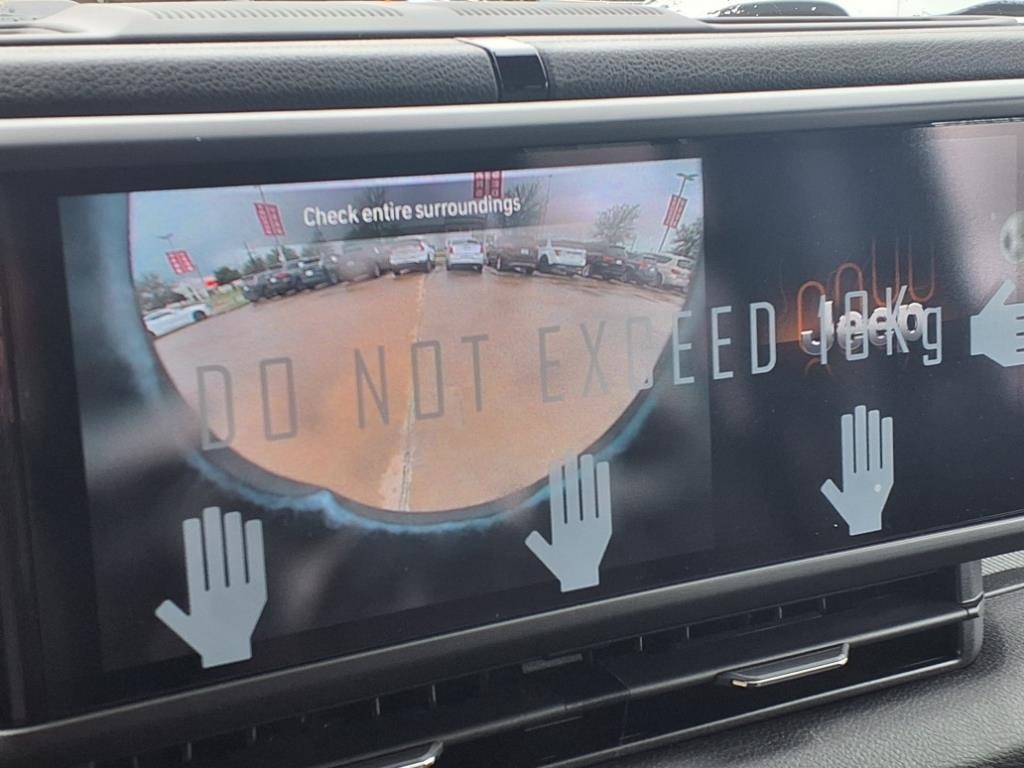 Check entire surroundings
DO NOT EXCEED 10Kg
Jeep